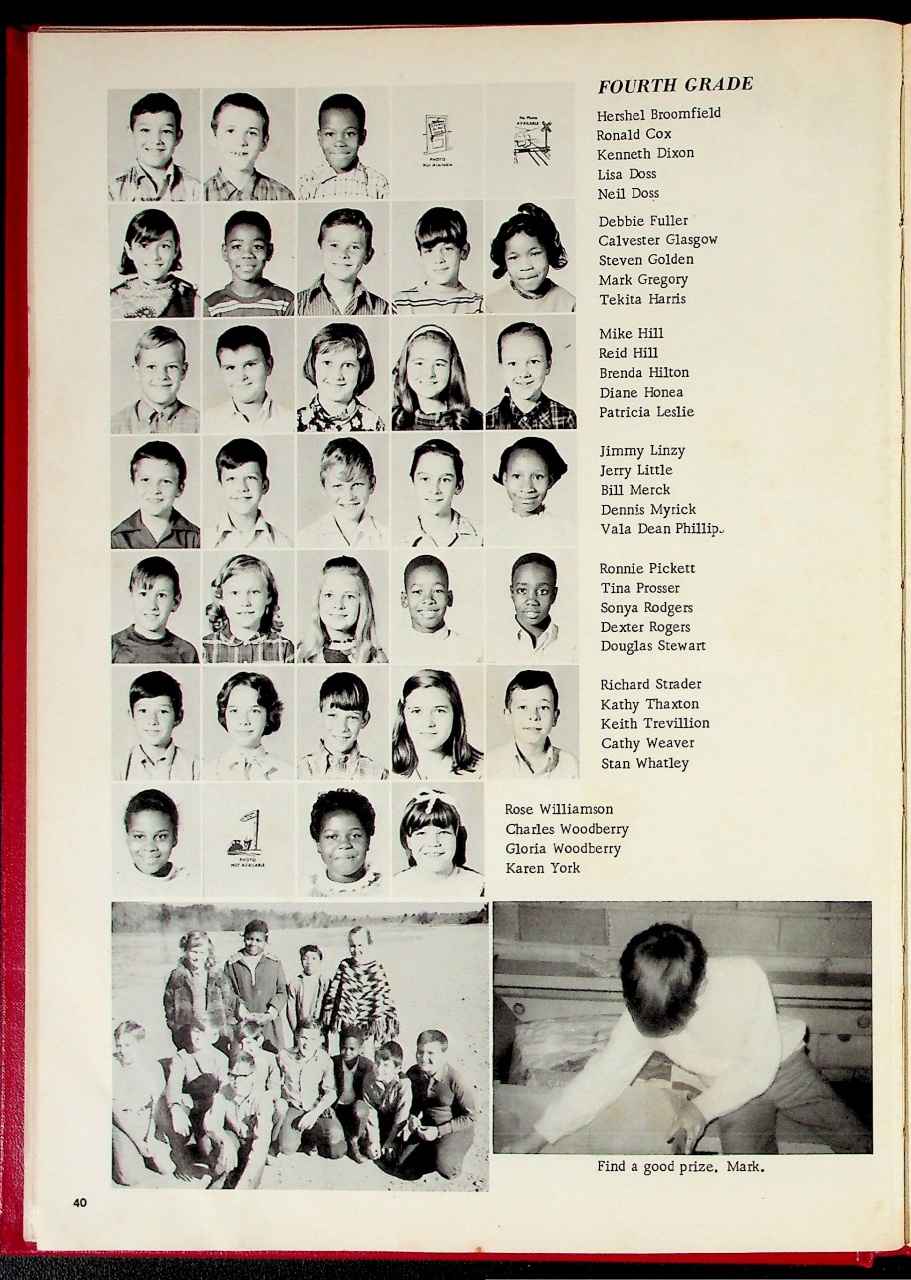 FOURTH GRADE
Hershel Broomfield
Ronald Cox
Kenneth Dixon
Lisa Doss
Neil Doss
PHOTO
Not Available
No Photo
AVAILABLE
Debbie Fuller
Calvester Glasgow
Steven Golden
Mark Gregory
Tekita Harris
Mike Hill
Reid Hill
Brenda Hilton
Diane Honea
Patricia Leslie
Jimmy Linzy
Jerry Little
Bill Merck
Dennis Myrick
Vala Dean Phillip
Ronnie Pickett
Tina Prosser
Sonya Rodgers
Dexter Rogers
Douglas Stewart
Richard Strader
Kathy Thaxton
Keith Trevillion
Cathy Weaver
Stan Whatley
PHOTO
NOT AVAILABLE
Rose Williamson
Charles Woodberry
Gloria Woodberry
Karen York
Find a good prize, Mark.
40